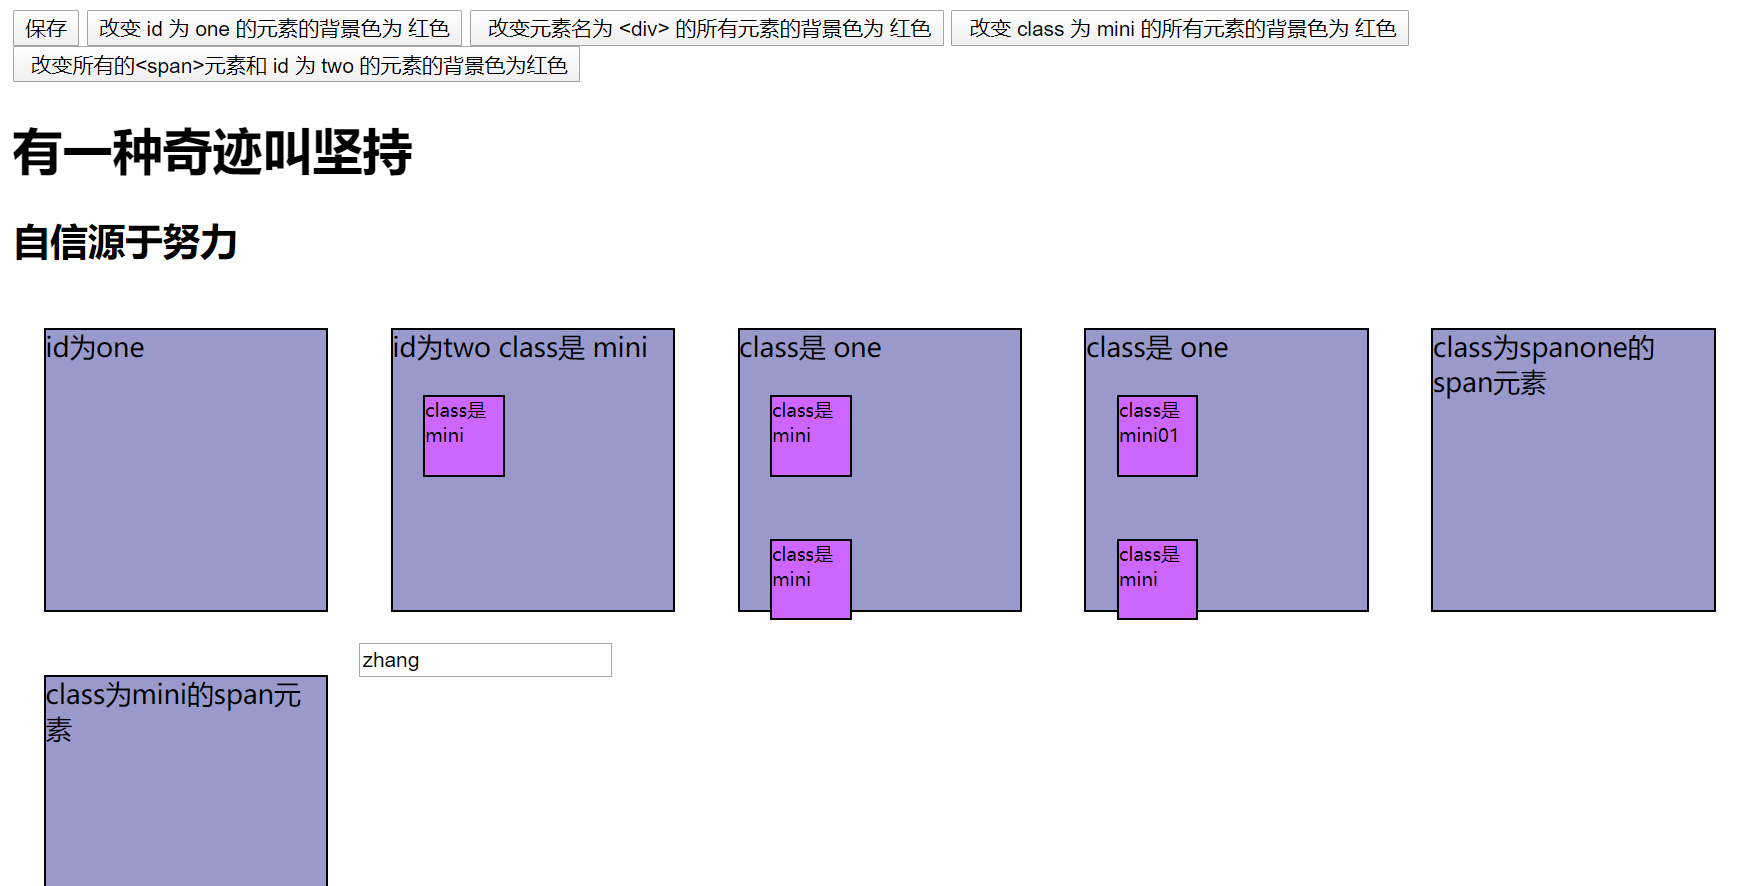 保存 改变 id 为 one 的元素的背景色为 红色 改变元素名为 <div> 的所有元素的背景色为 红色 改变 class 为 mini 的所有元素的背景色为 红色
改变所有的<span>元素和 id 为 two 的元素的背景色为红色
有一种奇迹叫坚持
自信源于努力
id为one
id为two class是 mini
class是
mini
class是 one
class是
mini
class是
mini
class是 one
class是
mini01
class是
mini
class为spanone的
span元素
class为mini的span元
素
zhang